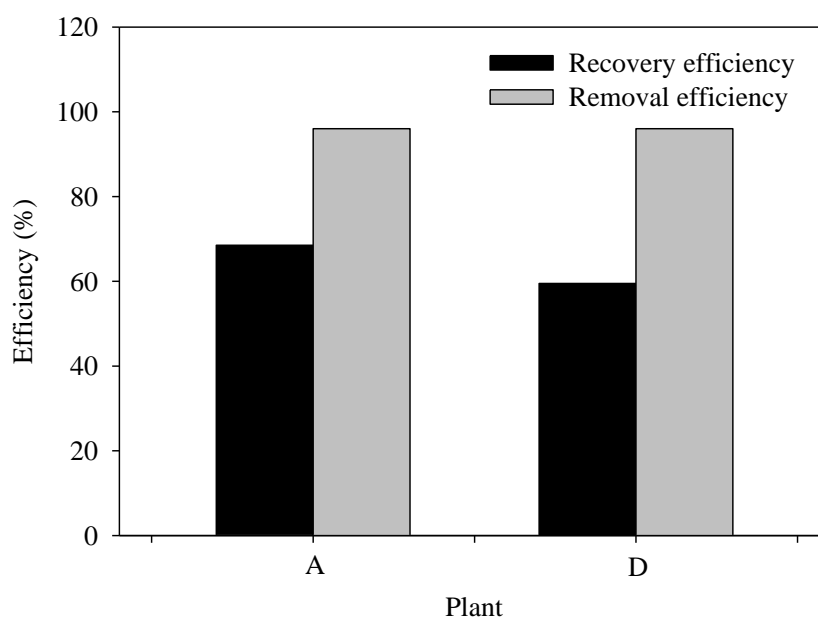 120
100
80
60
40
20
0
Efficiency (%)
Recovery efficiency
Removal efficiency
A
D
Plant